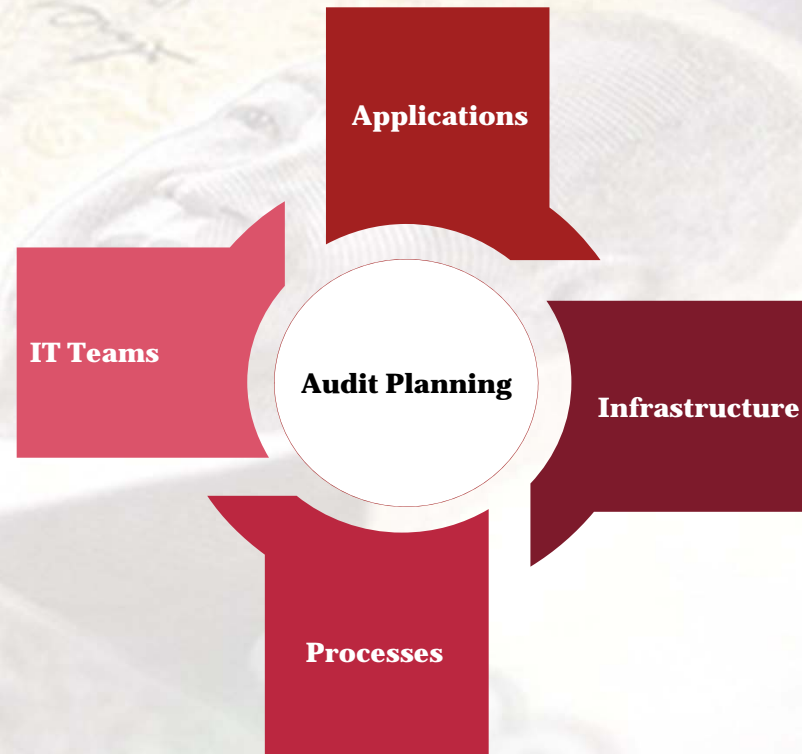 Applications
IT Teams
Audit Planning
Infrastructure
Processes